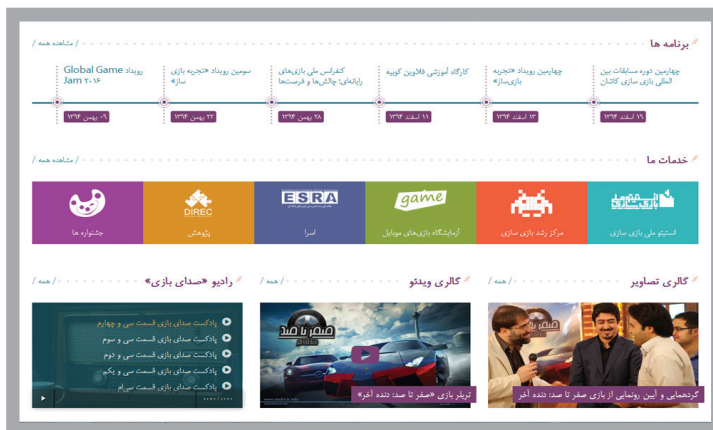 برنامه ها
/ مشاهده همه /
چهارمین دوره مسابقات بین
المللی بازی سازی کاشان
۱۹ اسفند ۱۳۹۴
چهارمین رویداد «تجربه
بازی‌ساز»
۱۳ اسفند ۱۳۹۴
کارگاه آموزشی فلاوین کوبیه
۱۱ اسفند ۱۳۹۴
کنفرانس ملی بازی‌های
رایانه‌ای؛ چالش‌ها و فرصت‌ها
۲۸ بهمن ۱۳۹۴
سومین رویداد «تجربه بازی
ساز»
۲۲ بهمن ۱۳۹۴
رویداد Global Game
Jam ۲۰۱۶
۰۹ بهمن ۱۳۹۴
خدمات ما
/ مشاهده همه /
انستیتو ملی بازی سازی
مرکز رشد بازی سازی
game
آزمایشگاه بازی‌های موبایل
ESRA
اسرا
DIREC
پژوهش
جشنواره ها
گالری تصاویر
/ همه /
صفر تا صد
گردهمایی و آیین رونمایی از بازی صفر تا صد: دنده آخر
گالری ویدئو
/ همه /
صفر تا صد
تریلر بازی «صفر تا صد: دنده آخر»
رادیو «صدای بازی»
/ همه /
پادکست صدای بازی قسمت سی و چهارم
پادکست صدای بازی قسمت سی و سوم
پادکست صدای بازی قسمت سی و دوم
پادکست صدای بازی قسمت سی و یکم
پادکست صدای بازی قسمت سی‌ام